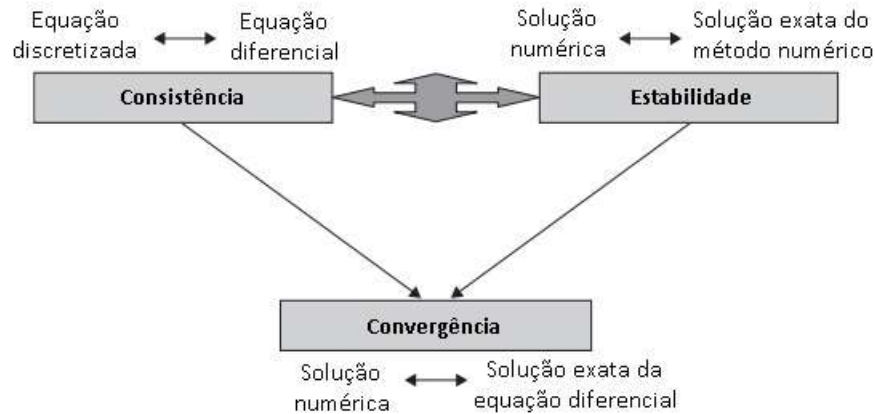 Equação
discretizada
Equação
diferencial
Solução
numérica
Solução exata do
método numérico
Consistência
Estabilidade
Convergência
Solução
numérica
Solução exata da
equação diferencial